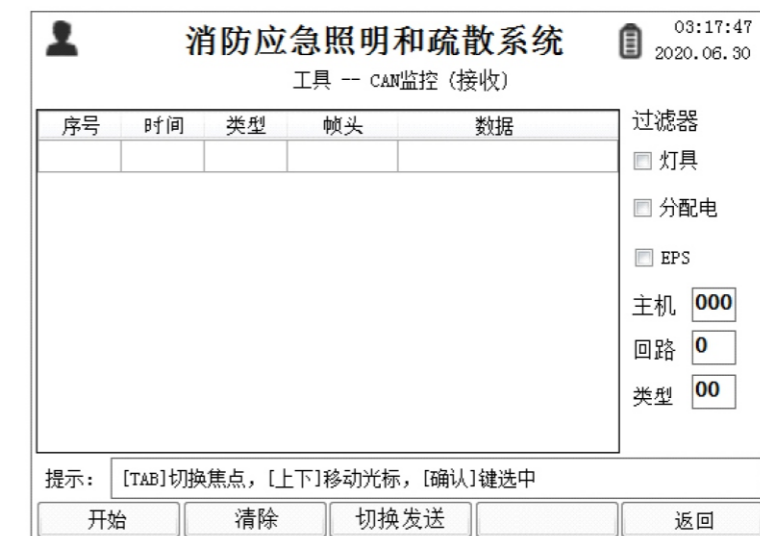 消防应急照明和疏散系统
03:17:47
2020.06.30
工具 -- CAN监控（接收）
序号 时间 类型 帧头 数据
过滤器
灯具
分配电
EPS
主机 000
回路 0
类型 00
提示： [TAB]切换焦点，[上下]移动光标，[确认]键选中
开始 清除 切换发送 返回